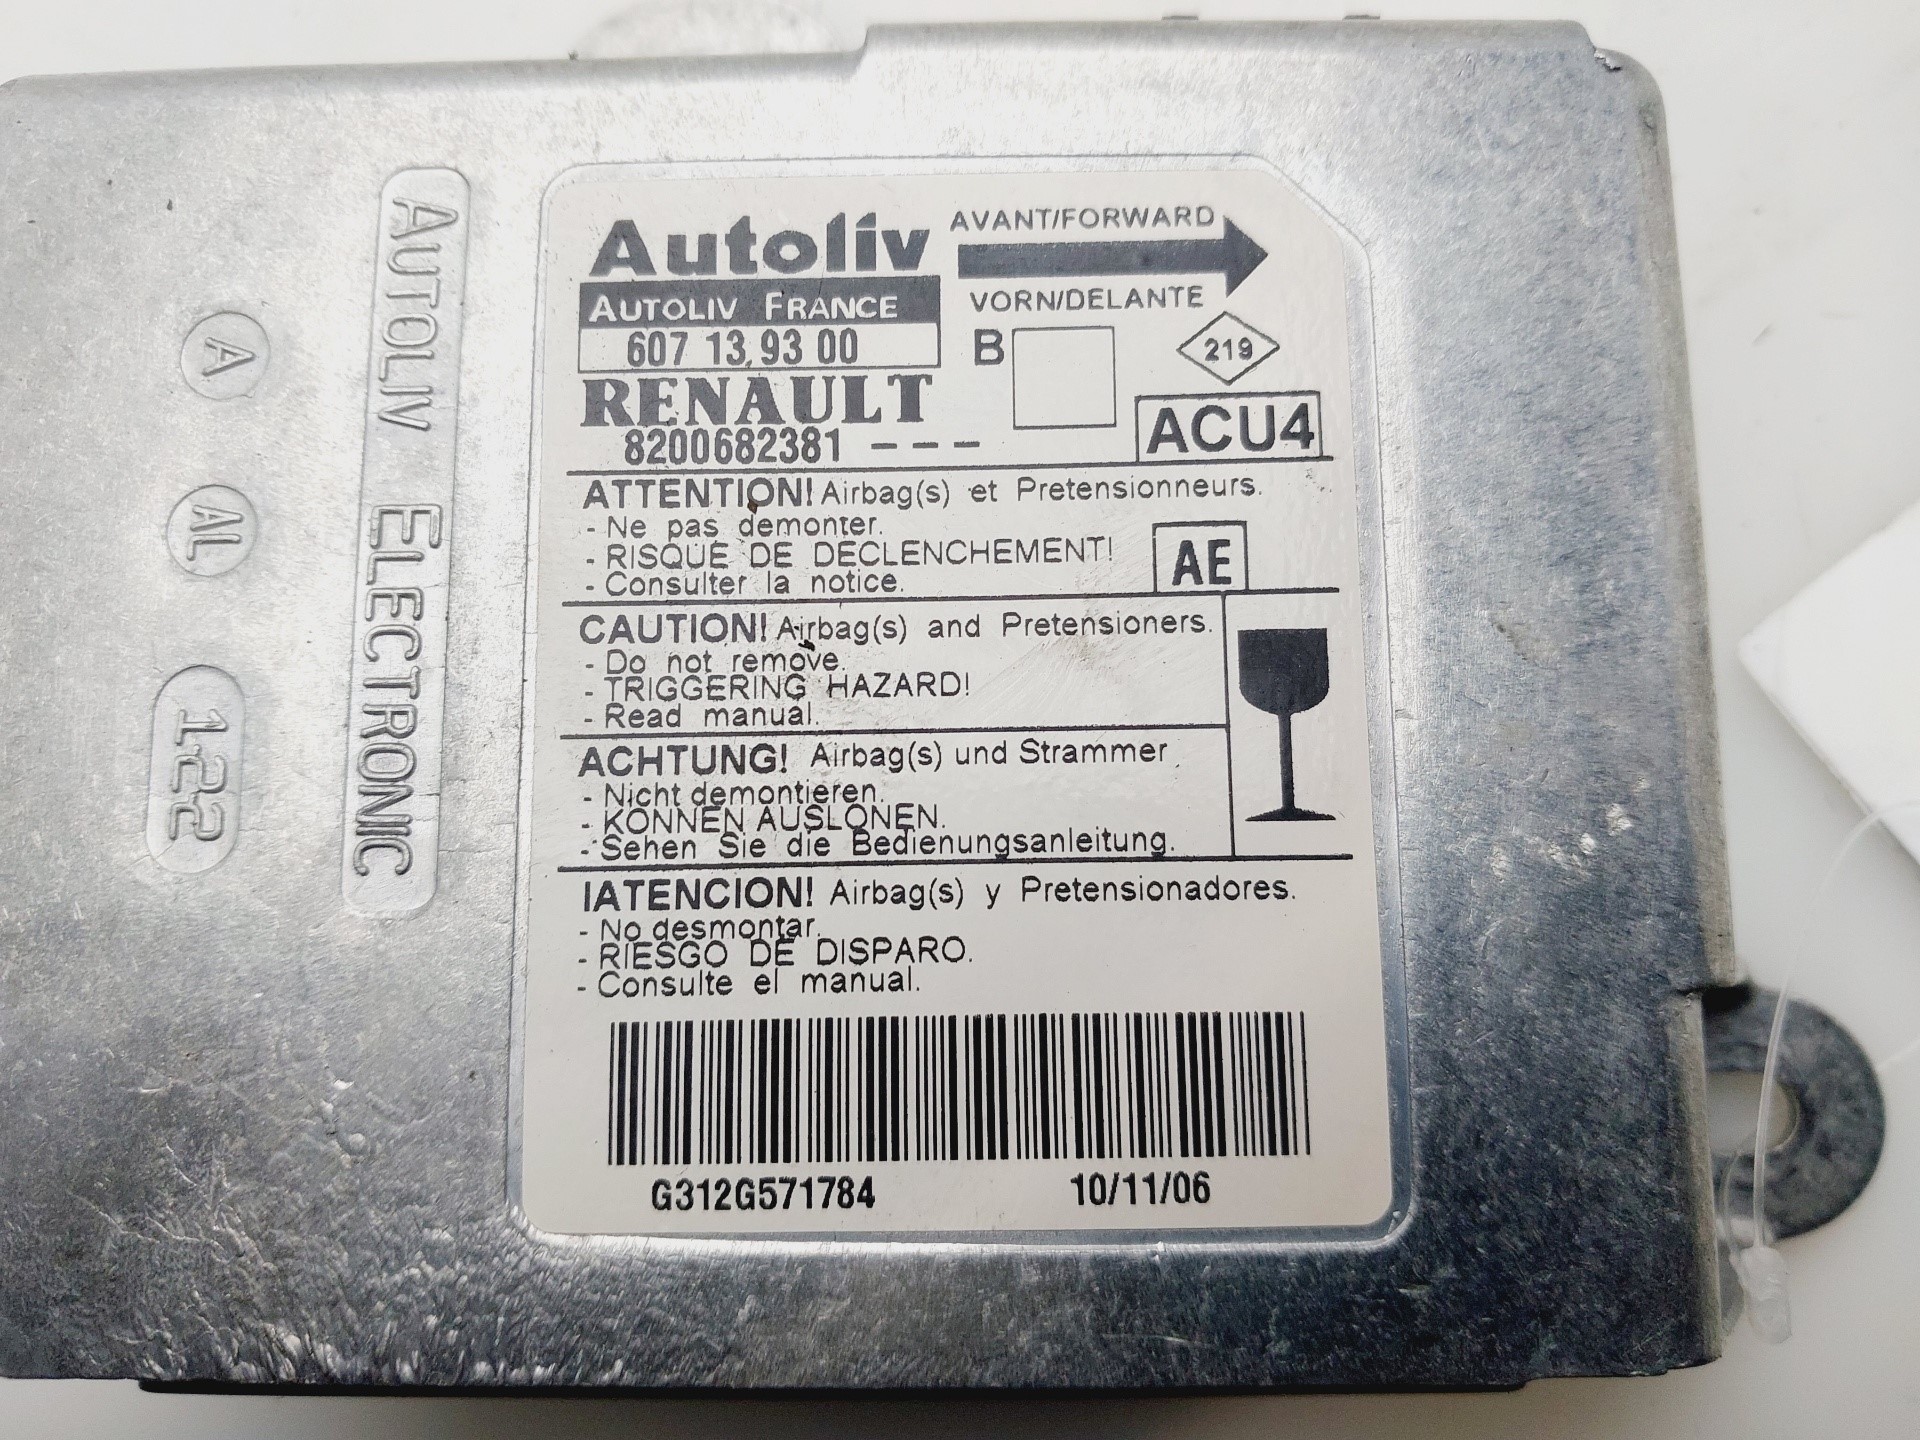 Autoliv
AVANT/FORWARD
AUTOLIV FRANCE
VORN/DELANTE
607 13 93 00
B
219
RENAULT
8200682381 ---
ACU4
ATTENTION! Airbag(s) et Pretensionneurs.
- Ne pas demonter.
- RISQUE DE DECLENCHEMENT!
- Consulter la notice.
AE
CAUTION! Airbag(s) and Pretensioners.
- Do not remove.
- TRIGGERING HAZARD!
- Read manual.
ACHTUNG! Airbag(s) und Strammer.
- Nicht demontieren.
- KONNEN AUSLONEN.
- Sehen Sie die Bedienungsanleitung.
IATENCION! Airbag(s) y Pretensionadores.
- No desmontar.
- RIESGO DE DISPARO.
- Consulte el manual.
G312G571784
10/11/06
AUTOLIV ELECTRONIC
A
AL
1-22